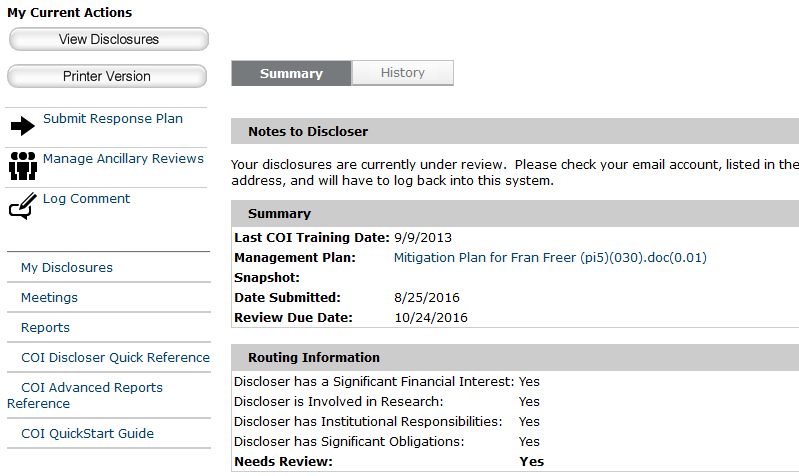 My Current Actions
View Disclosures
Printer Version
Submit Response Plan
Manage Ancillary Reviews
Log Comment
My Disclosures
Meetings
Reports
COI Discloser Quick Reference
COI Advanced Reports
Reference
COI QuickStart Guide
Summary
History
Notes to Discloser
Your disclosures are currently under review.  Please check your email account, listed in the
address, and will have to log back into this system.
Summary
Last COI Training Date: 9/9/2013
Management Plan: Mitigation Plan for Fran Freer (pi5)(030).doc(0.01)
Snapshot:
Date Submitted: 8/25/2016
Review Due Date: 10/24/2016
Routing Information
Discloser has a Significant Financial Interest: Yes
Discloser is Involved in Research: Yes
Discloser has Institutional Responsibilities: Yes
Discloser has Significant Obligations: Yes
Needs Review: Yes